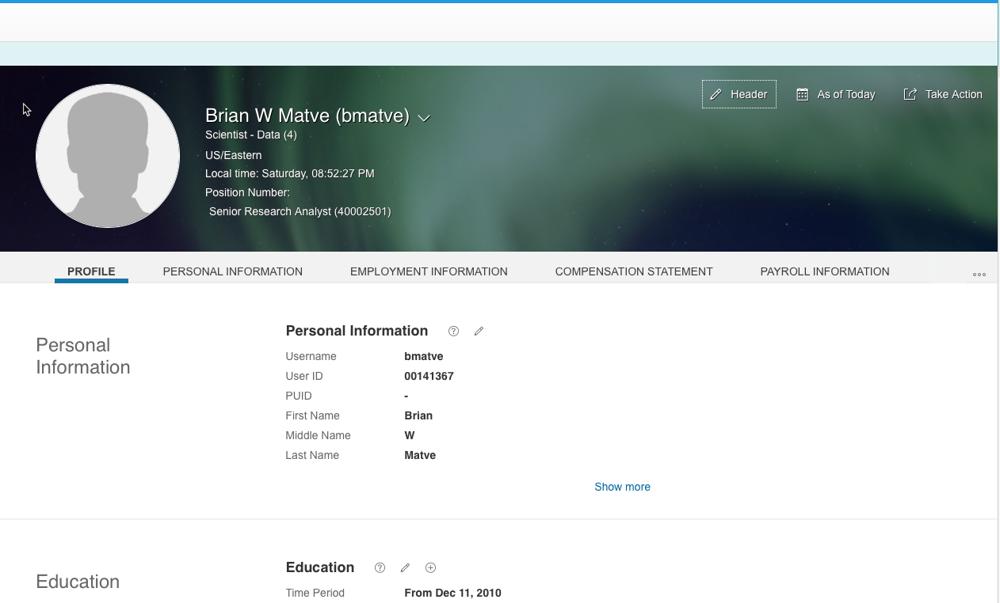 Header
As of Today
Take Action
Brian W Matve (bmatve)
Scientist - Data (4)
US/Eastern
Local time: Saturday, 08:52:27 PM
Position Number:
Senior Research Analyst (40002501)
PROFILE PERSONAL INFORMATION EMPLOYMENT INFORMATION COMPENSATION STATEMENT PAYROLL INFORMATION
Personal
Information
Personal Information
Username bmatve
User ID 00141367
PUID -
First Name Brian
Middle Name W
Last Name Matve
Show more
Education
Education
Time Period From Dec 11, 2010